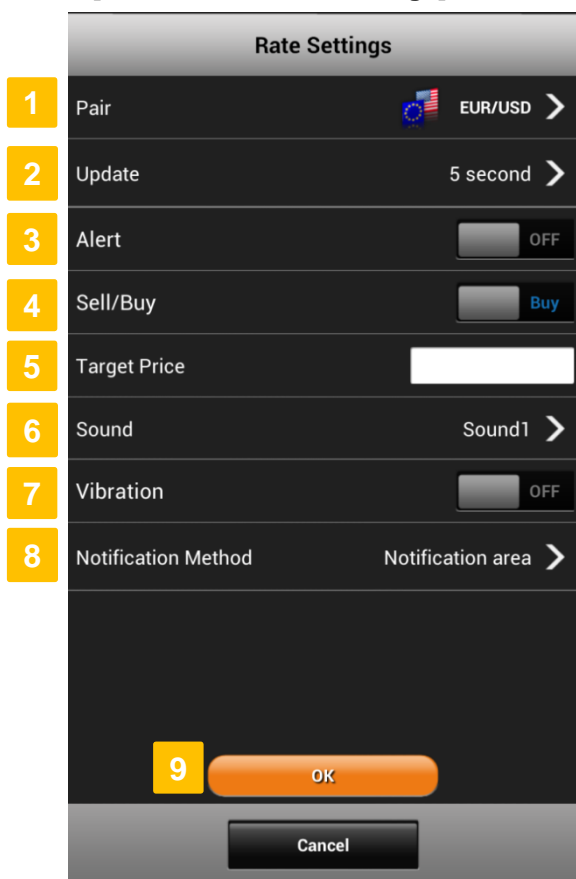 Rate Settings
1 Pair EUR/USD
2 Update 5 second
3 Alert OFF
4 Sell/Buy Buy
5 Target Price
6 Sound Sound1
7 Vibration OFF
8 Notification Method Notification area
9 OK
Cancel